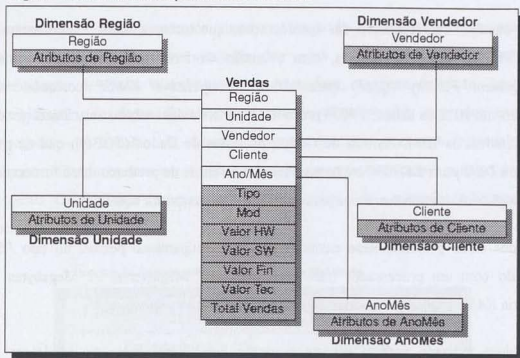 Dimensão Região
Região
Atributos de Região
Dimensão Vendedor
Vendedor
Atributos de Vendedor
Vendas
Região
Unidade
Vendedor
Cliente
Ano/Mês
Tipo
Mod
Valor HW
Valor SW
Valor Fin
Valor Tec
Total Vendas
Unidade
Atributos de Unidade
Dimensão Unidade
Cliente
Atributos de Cliente
Dimensão Cliente
AnoMês
Atributos de AnoMês
Dimensão AnoMês